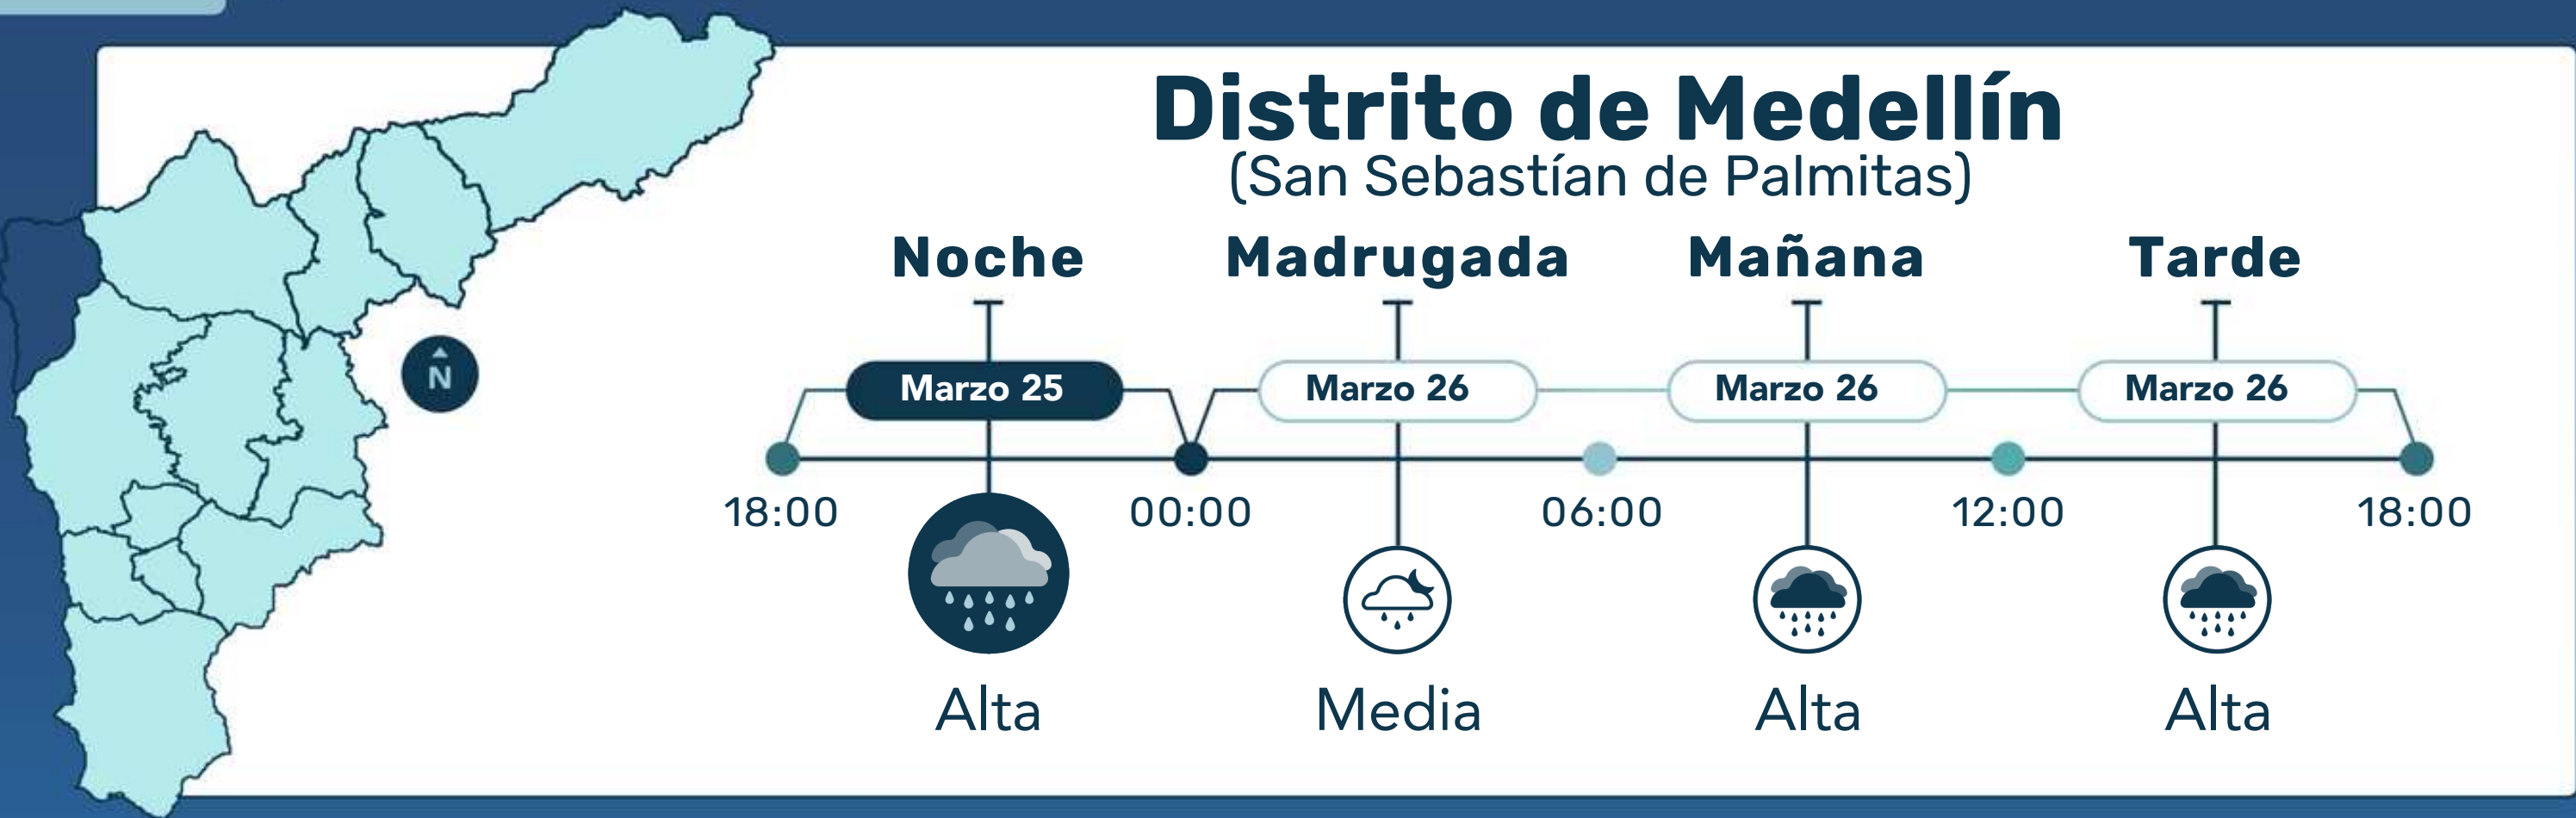 Distrito de Medellín
(San Sebastían de Palmitas)
Noche Madrugada Mañana Tarde
Marzo 25 Marzo 26 Marzo 26 Marzo 26
N
18:00 00:00 06:00 12:00 18:00
Alta Media Alta Alta